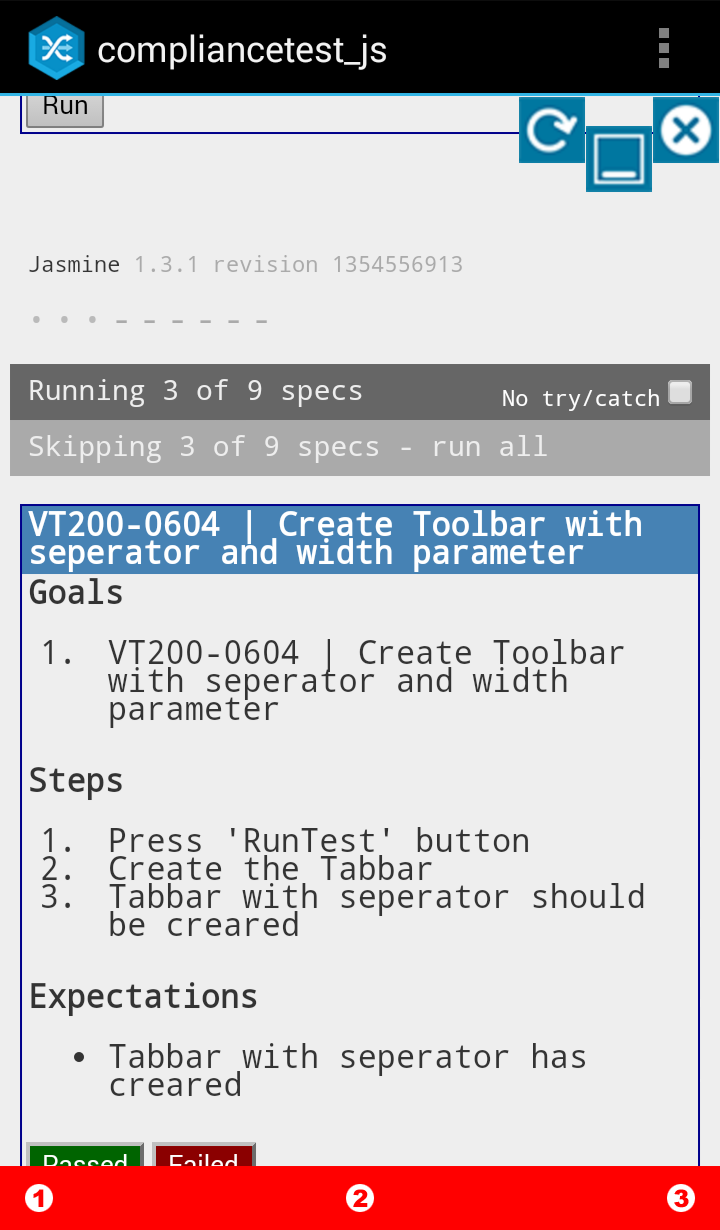 compliancetest_js
Run
Jasmine 1.3.1 revision 1354556913
• • • - - - - - -
Running 3 of 9 specs
No try/catch
Skipping 3 of 9 specs - run all
VT200-0604 | Create Toolbar with
seperator and width parameter
Goals
1. VT200-0604 | Create Toolbar
with seperator and width
parameter
Steps
1. Press 'RunTest' button
2. Create the Tabbar
3. Tabbar with seperator should
be creared
Expectations
• Tabbar with seperator has
creared
Passed Failed
1 2 3